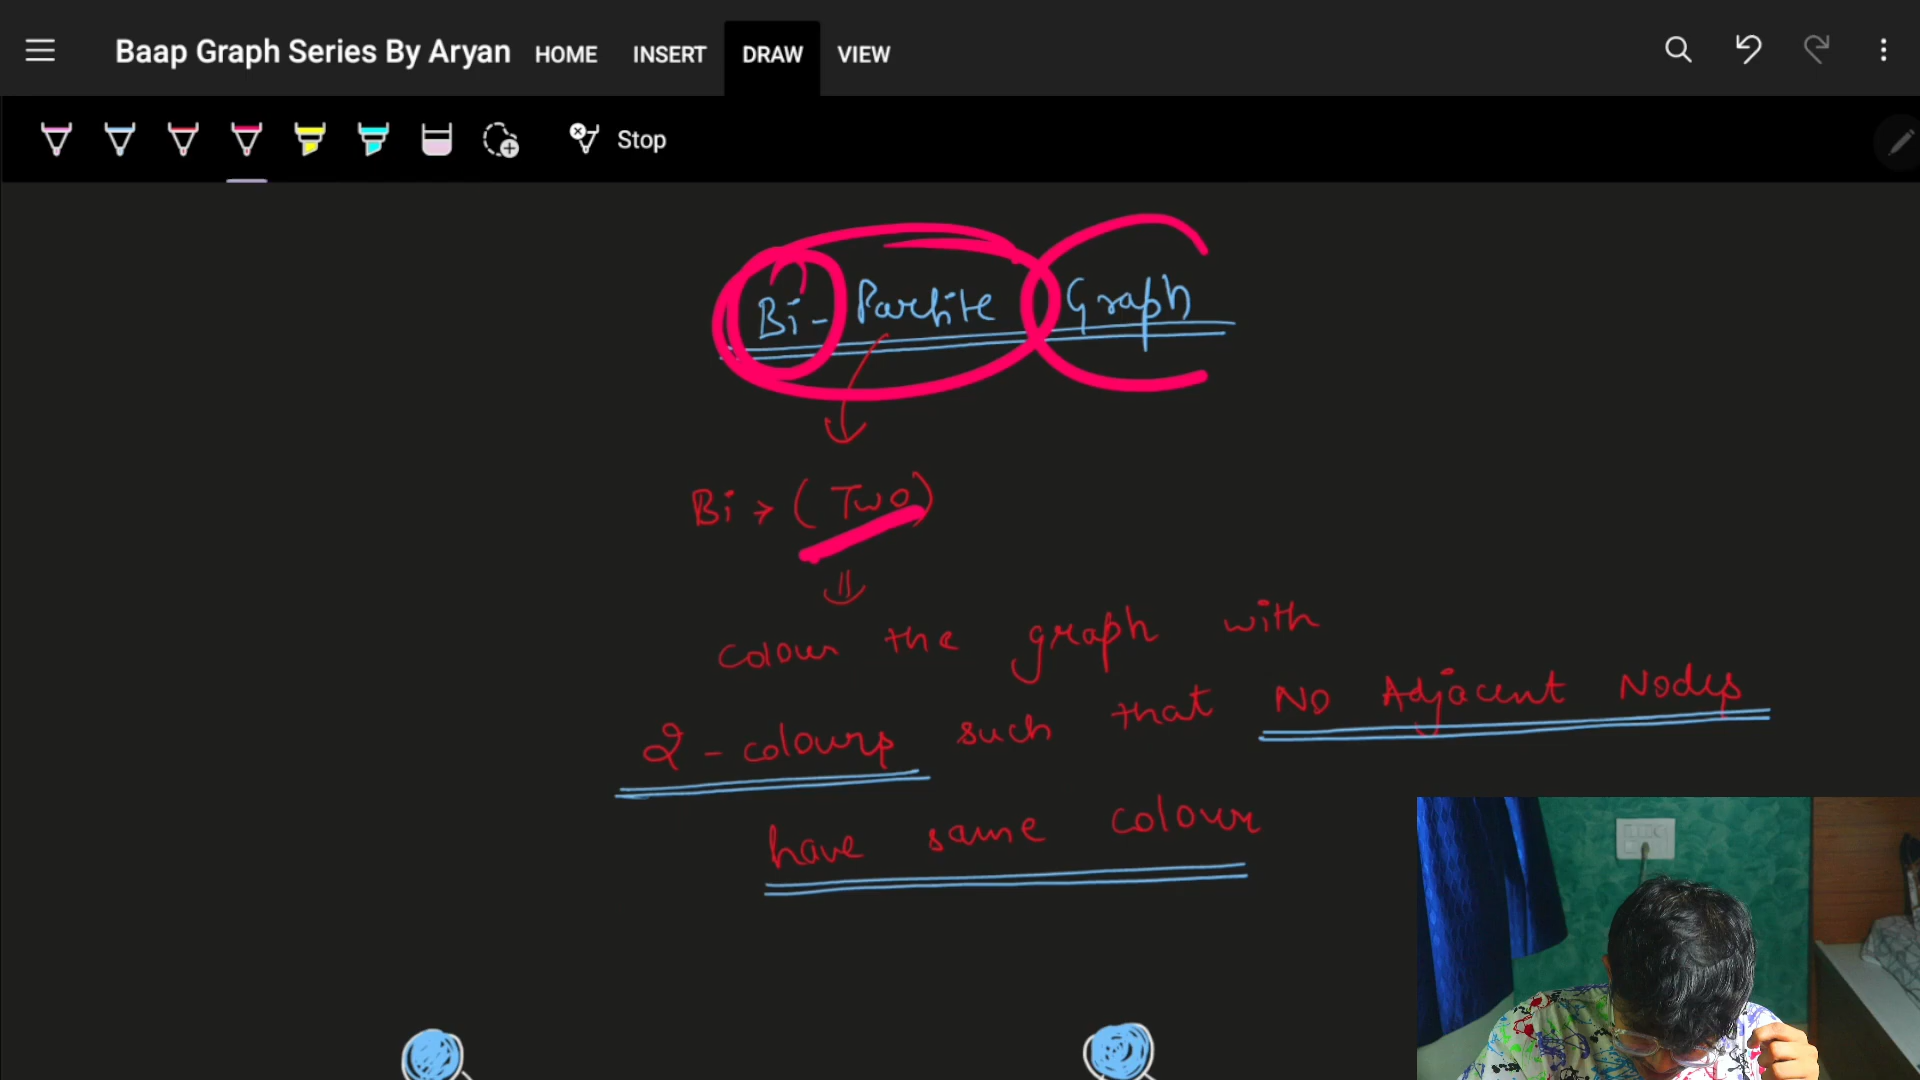 Baap Graph Series By Aryan HOME INSERT DRAW VIEW
Stop
Bi-Partite Graph
Bi → (Two)
colour the graph with
2-colours such that No Adjacent Nodes
have same colour